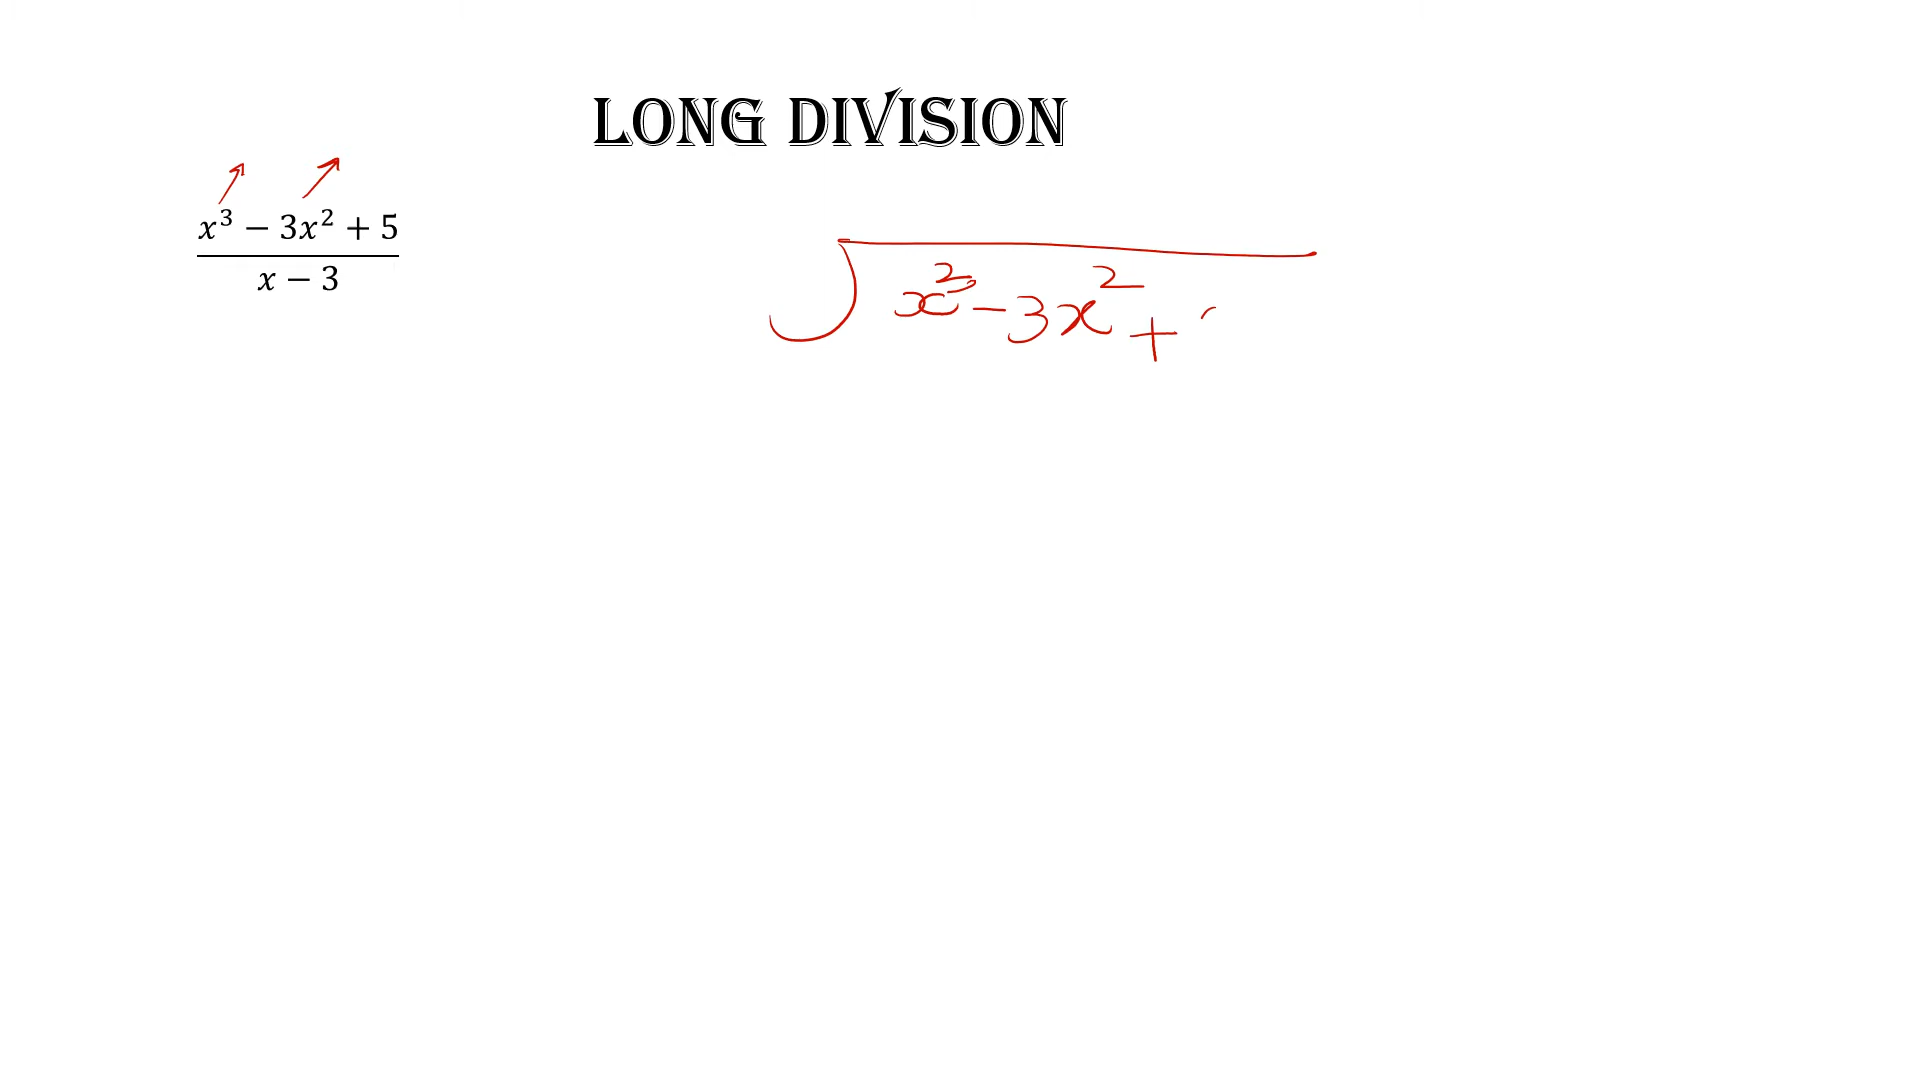 LONG DIVISION
x³ − 3x² + 5
x − 3
x³ − 3x² +